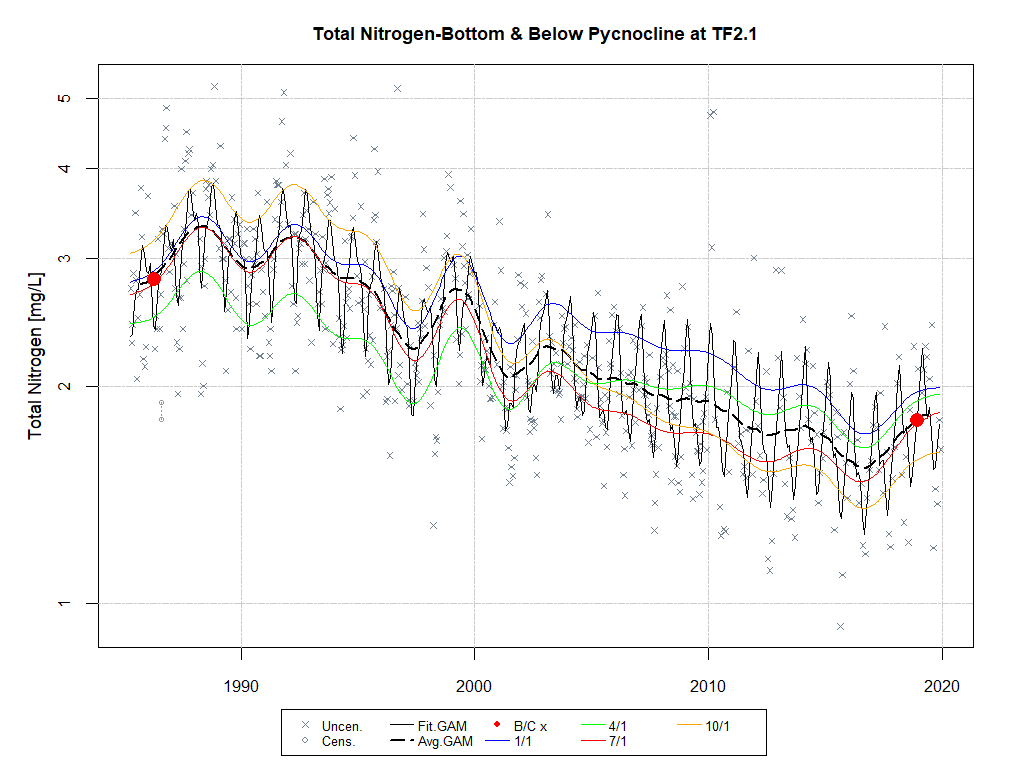 Total Nitrogen-Bottom & Below Pycnocline at TF2.1
Total Nitrogen [mg/L]
5
4
3
2
1
1990 2000 2010 2020
Uncen. Fit.GAM B/C x 4/1 10/1
Cens. Avg.GAM 1/1 7/1